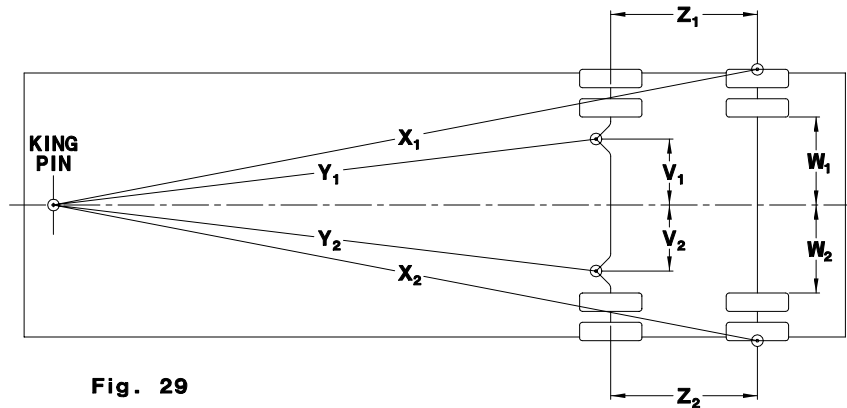 Z₁
KING
PIN
X₁
Y₁
V₁
W₁
Y₂
V₂
W₂
X₂
Fig. 29
Z₂